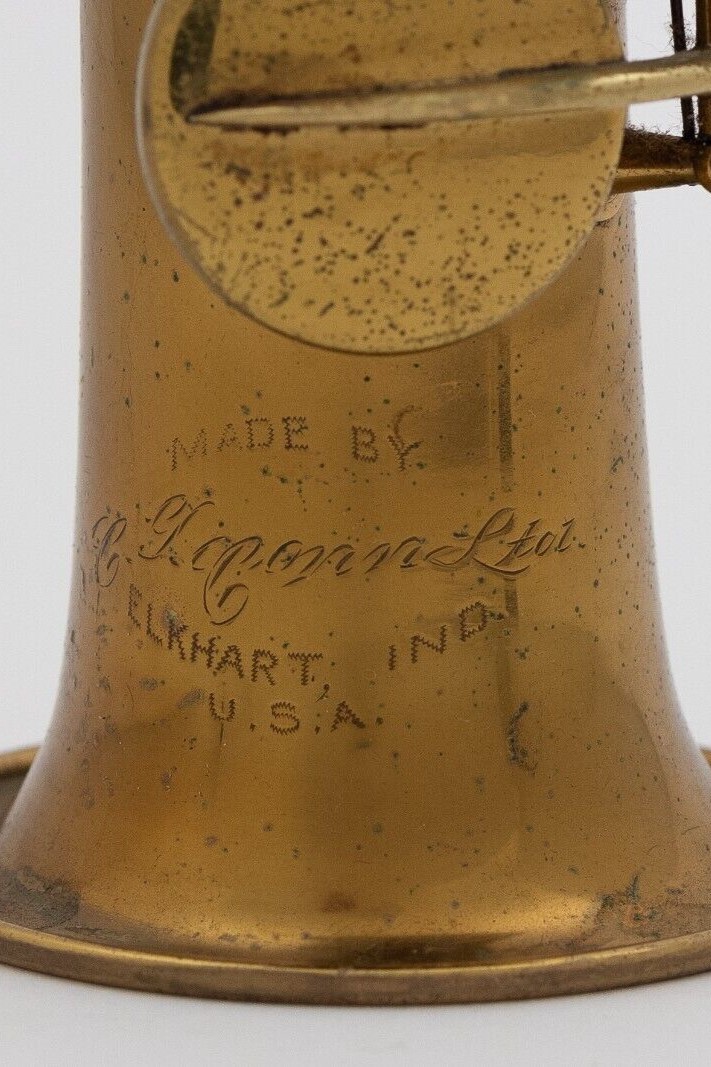 MADE BY
C G Conn Ltd.
ELKHART, IND.
U.S.A.